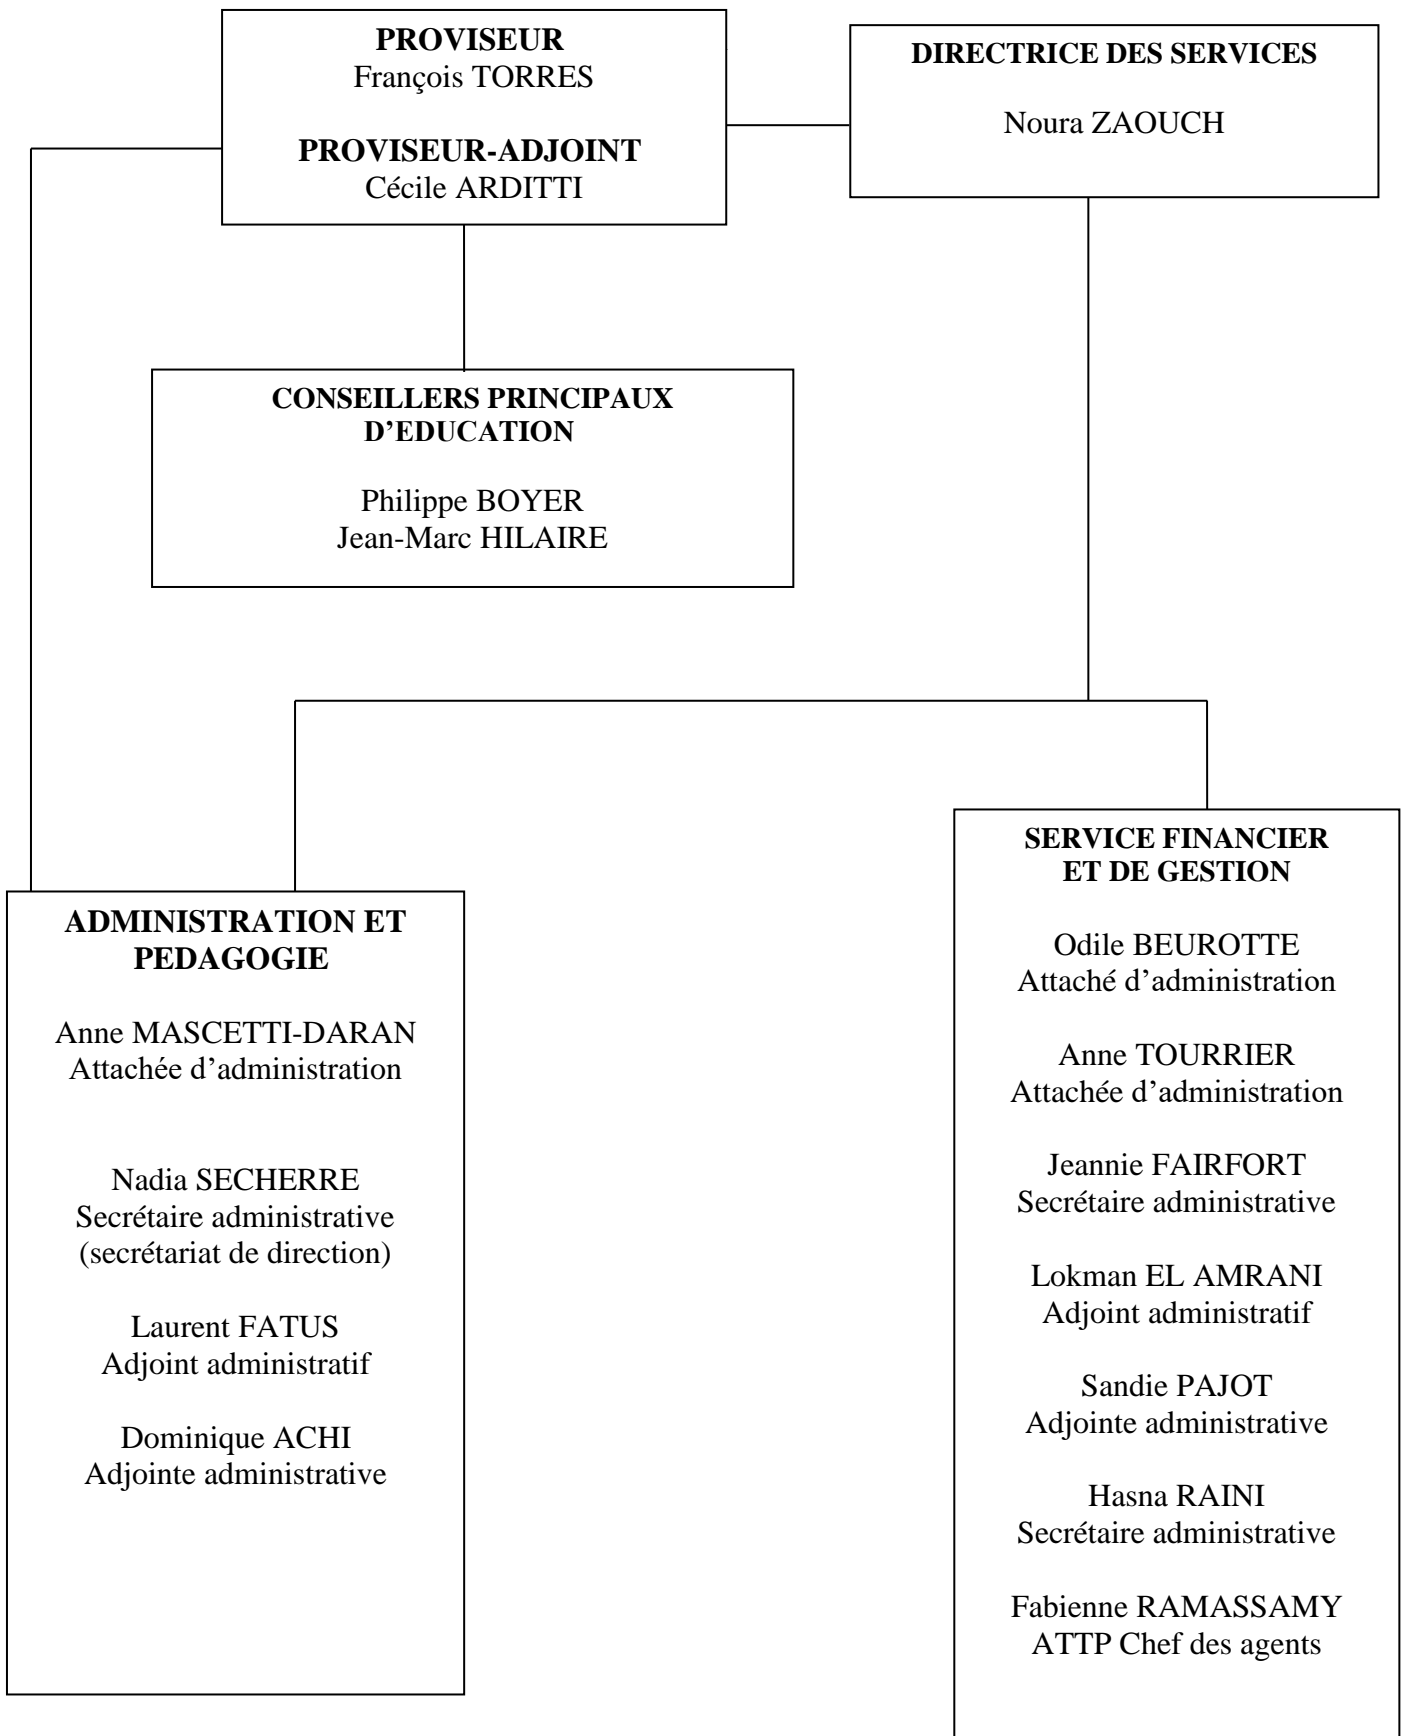 PROVISEUR
François TORRES
PROVISEUR-ADJOINT
Cécile ARDITTI
DIRECTRICE DES SERVICES
Noura ZAOUCH
CONSEILLERS PRINCIPAUX
D’EDUCATION
Philippe BOYER
Jean-Marc HILAIRE
ADMINISTRATION ET
PEDAGOGIE
Anne MASCETTI-DARAN
Attachée d’administration
Nadia SECHERRE
Secrétaire administrative
(secrétariat de direction)
Laurent FATUS
Adjoint administratif
Dominique ACHI
Adjointe administrative
SERVICE FINANCIER
ET DE GESTION
Odile BEUROTTE
Attaché d’administration
Anne TOURRIER
Attachée d’administration
Jeannie FAIRFORT
Secrétaire administrative
Lokman EL AMRANI
Adjoint administratif
Sandie PAJOT
Adjointe administrative
Hasna RAINI
Secrétaire administrative
Fabienne RAMASSAMY
ATTP Chef des agents